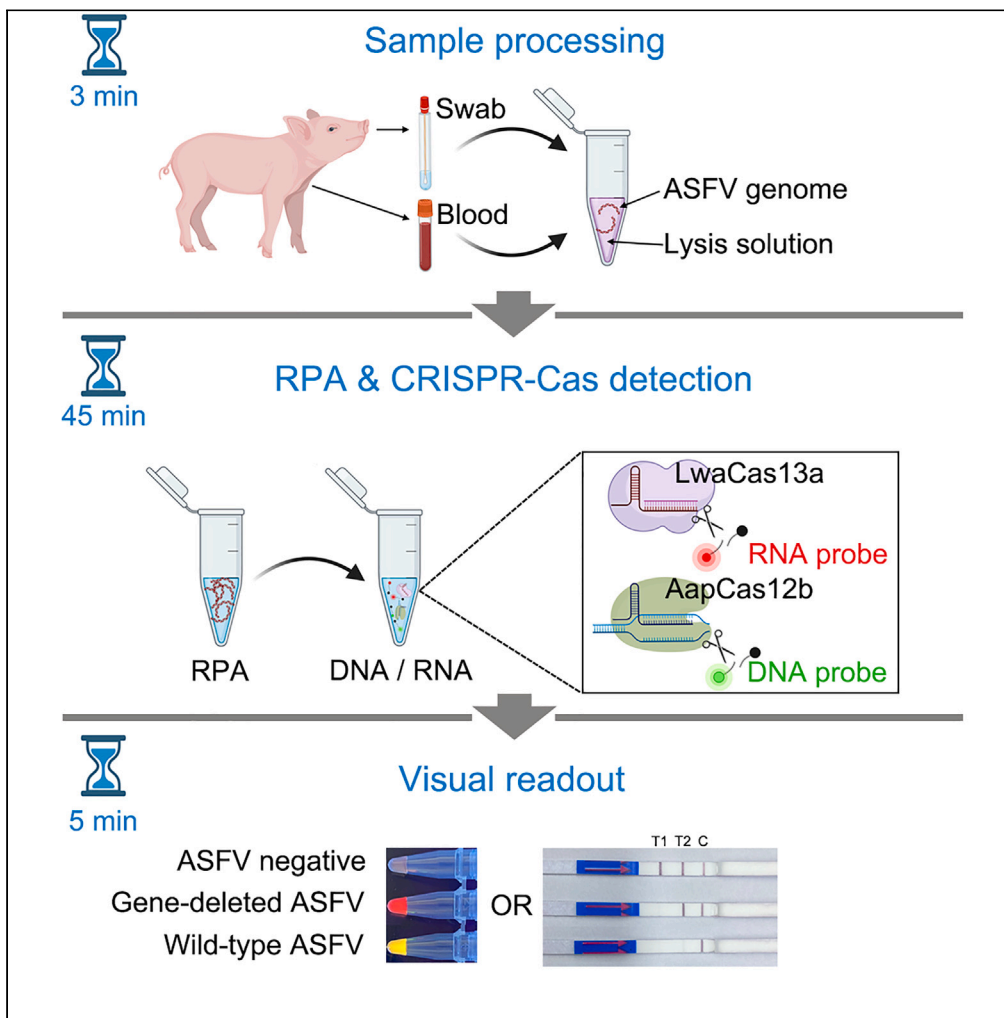 Sample processing
3 min
Swab
Blood
ASFV genome
Lysis solution
RPA & CRISPR-Cas detection
45 min
LwaCas13a
RNA probe
AapCas12b
DNA probe
RPA
DNA / RNA
Visual readout
5 min
T1 T2 C
ASFV negative
Gene-deleted ASFV
OR
Wild-type ASFV